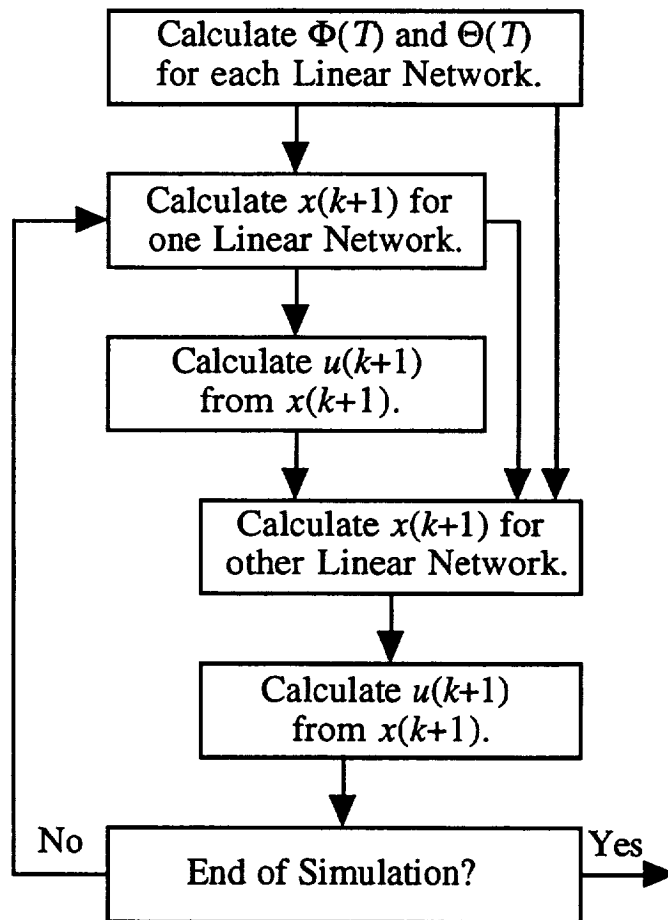 Calculate Φ(T) and Θ(T)
for each Linear Network.
Calculate x(k+1) for
one Linear Network.
Calculate u(k+1)
from x(k+1).
Calculate x(k+1) for
other Linear Network.
Calculate u(k+1)
from x(k+1).
No
End of Simulation?
Yes